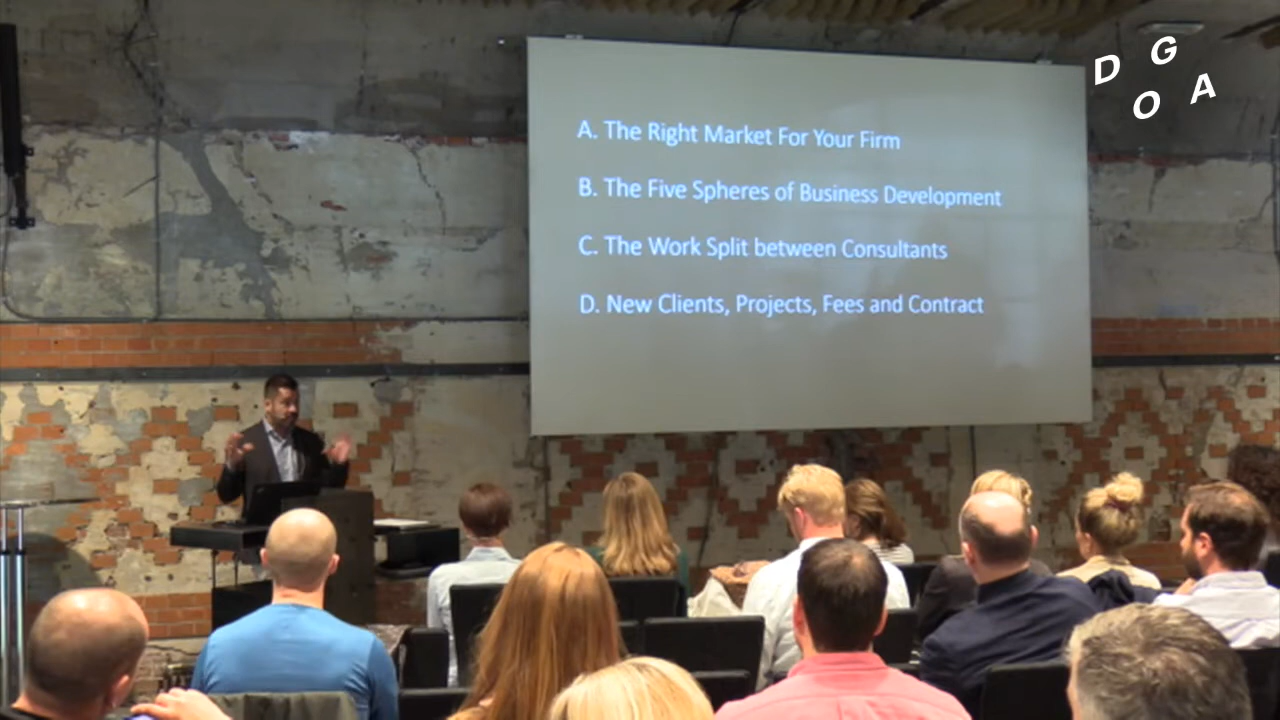 A. The Right Market For Your Firm
B. The Five Spheres of Business Development
C. The Work Split between Consultants
D. New Clients, Projects, Fees and Contract
D G
O A